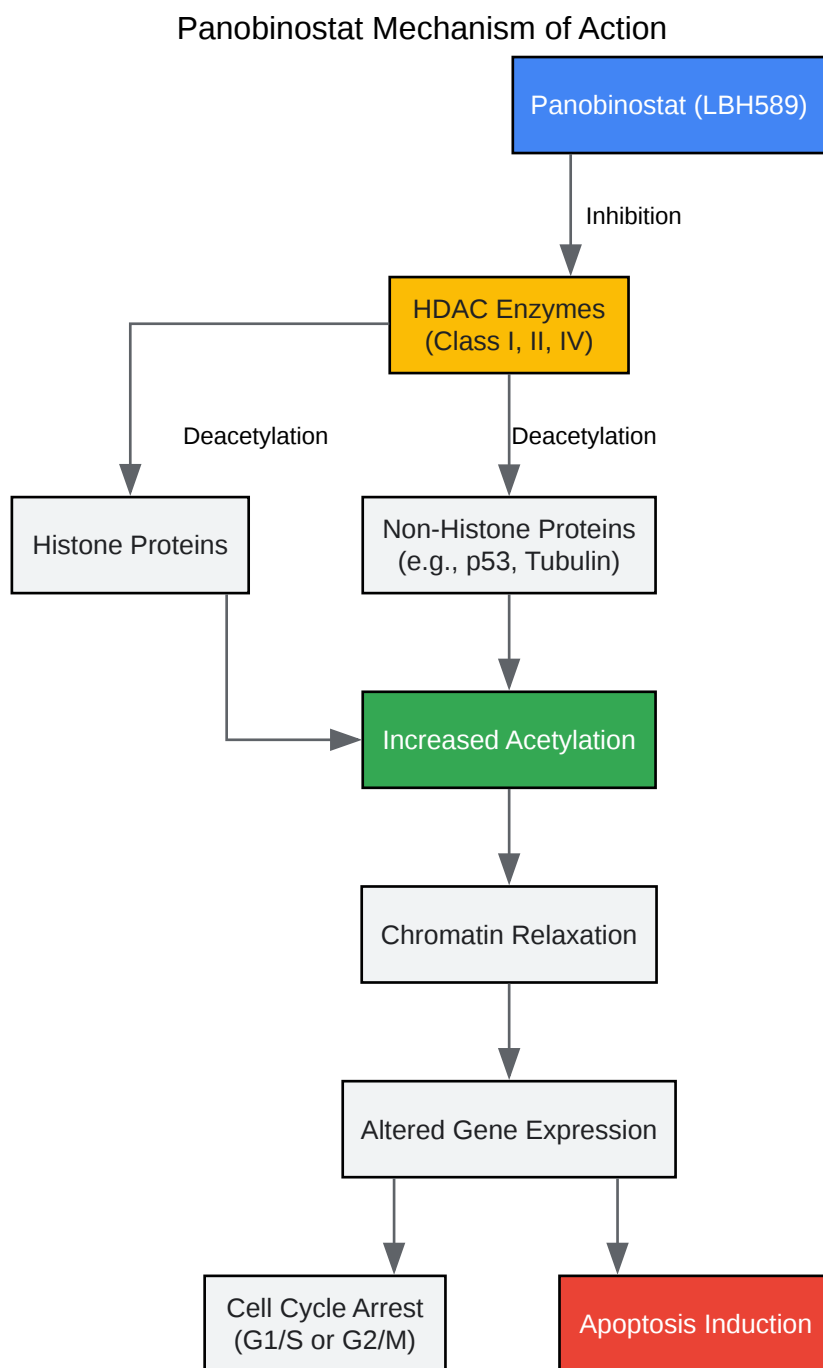 Panobinostat Mechanism of Action
Panobinostat (LBH589)
Inhibition
HDAC Enzymes
(Class I, II, IV)
Deacetylation
Deacetylation
Histone Proteins
Non-Histone Proteins
(e.g., p53, Tubulin)
Increased Acetylation
Chromatin Relaxation
Altered Gene Expression
Cell Cycle Arrest
(G1/S or G2/M)
Apoptosis Induction